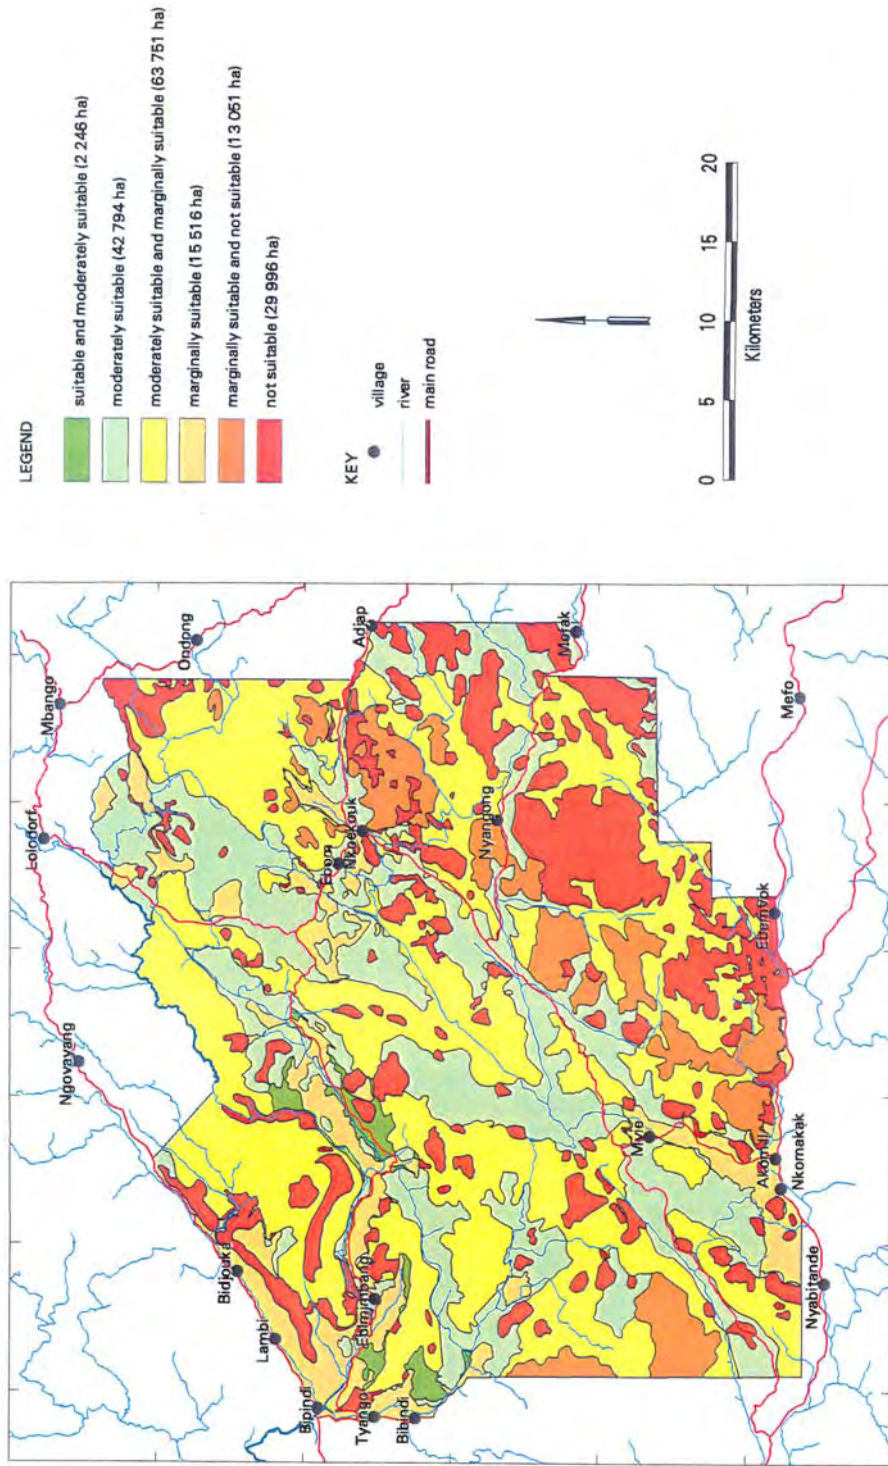 LEGEND
suitable and moderately suitable (2 246 ha)
moderately suitable (42 794 ha)
moderately suitable and marginally suitable (63 751 ha)
marginally suitable (15 516 ha)
marginally suitable and not suitable (13 051 ha)
not suitable (29 996 ha)
KEY
village
river
main road
0 5 10 15 20
Kilometers
Lolodorf
Mbango
Ngovayang
Ondong
Bidjouka
Lambi
Bipindi
Ebom
Nkoekouk
Adjap
Tyango
Ebimimbang
Bibindi
Nyangong
Mofak
Mvie
Akom II
Ebemvok
Nkomakak
Mefo
Nyabitande